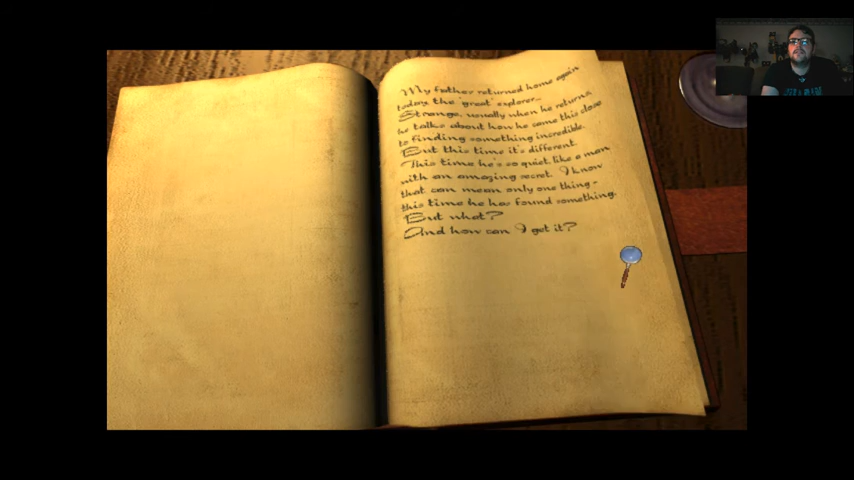 My father returned home again
today, the 'great' explorer...
Strange, usually when he returns
he talks about how he came this close
to finding something incredible.
But this time it's different.
This time he's so quiet, like a man
with an amazing secret. I know
that can mean only one thing -
this time he has found something.
But what?
And how can I get it?